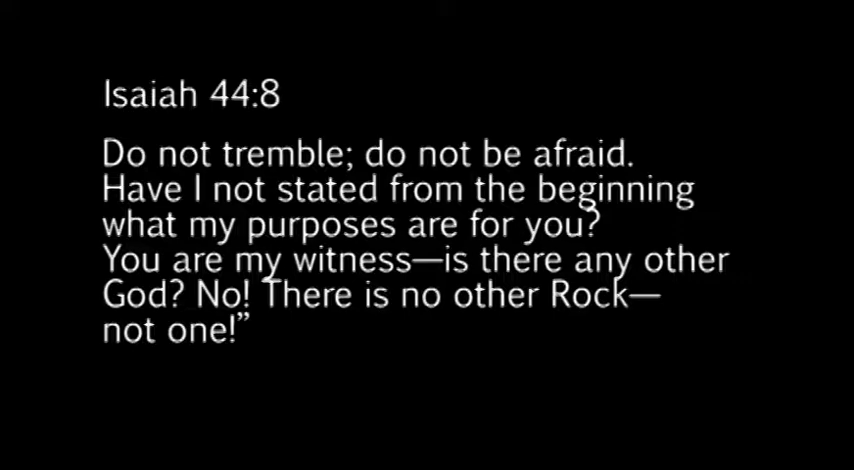 Isaiah 44:8
Do not tremble; do not be afraid.
Have I not stated from the beginning
what my purposes are for you?
You are my witness—is there any other
God? No! There is no other Rock—
not one!”